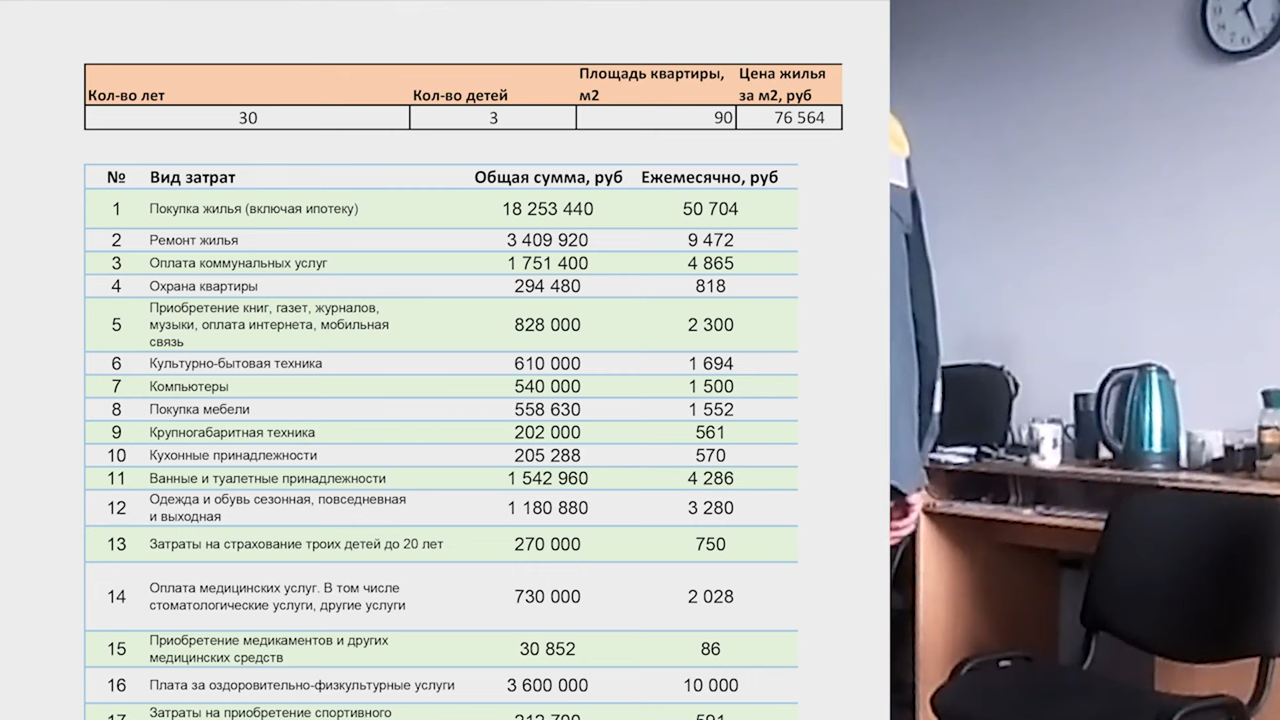 Кол-во лет Кол-во детей Площадь квартиры, м2 Цена жилья за м2, руб
30 3 90 76 564
№ Вид затрат Общая сумма, руб Ежемесячно, руб
1 Покупка жилья (включая ипотеку) 18 253 440 50 704
2 Ремонт жилья 3 409 920 9 472
3 Оплата коммунальных услуг 1 751 400 4 865
4 Охрана квартиры 294 480 818
5 Приобретение книг, газет, журналов,
музыки, оплата интернета, мобильная
связь 828 000 2 300
6 Культурно-бытовая техника 610 000 1 694
7 Компьютеры 540 000 1 500
8 Покупка мебели 558 630 1 552
9 Крупногабаритная техника 202 000 561
10 Кухонные принадлежности 205 288 570
11 Ванные и туалетные принадлежности 1 542 960 4 286
12 Одежда и обувь сезонная, повседневная
и выходная 1 180 880 3 280
13 Затраты на страхование троих детей до 20 лет 270 000 750
14 Оплата медицинских услуг. В том числе
стоматологические услуги, другие услуги 730 000 2 028
15 Приобретение медикаментов и других
медицинских средств 30 852 86
16 Плата за оздоровительно-физкультурные услуги 3 600 000 10 000
Затраты на приобретение спортивного